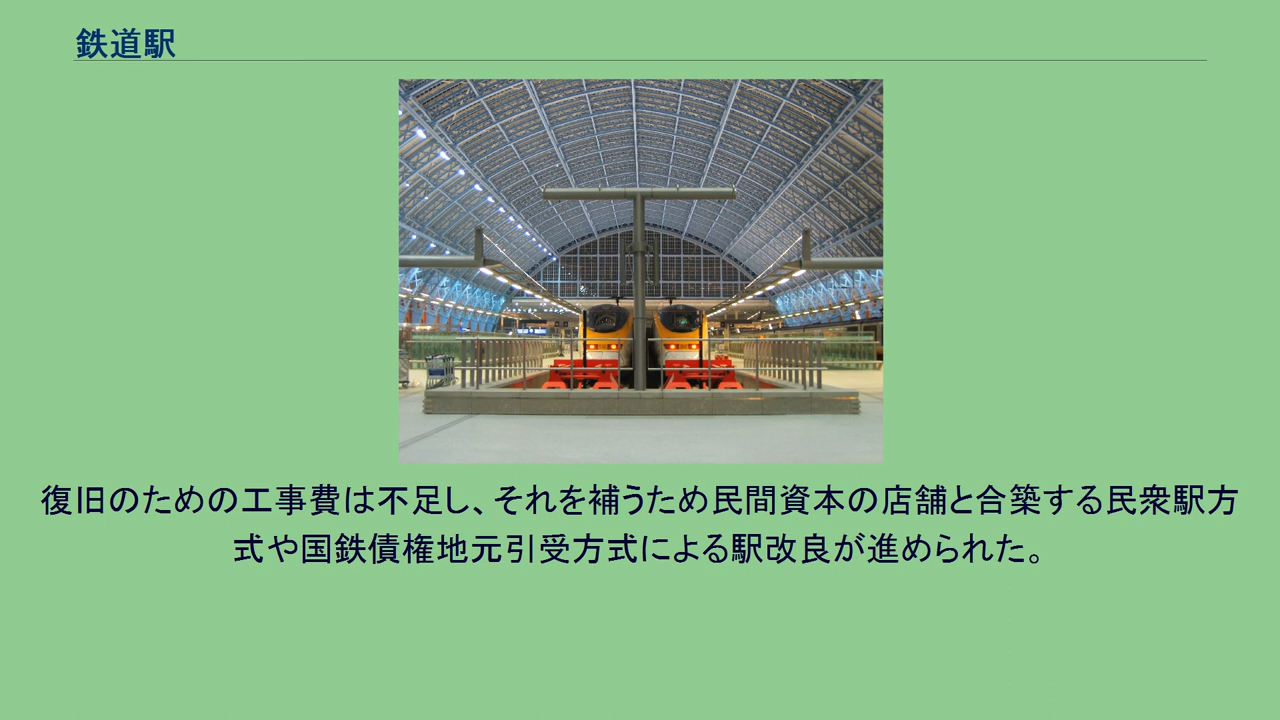 鉄道駅
復旧のための工事費は不足し、それを補うため民間資本の店舗と合築する民衆駅方
式や国鉄債権地元引受方式による駅改良が進められた。